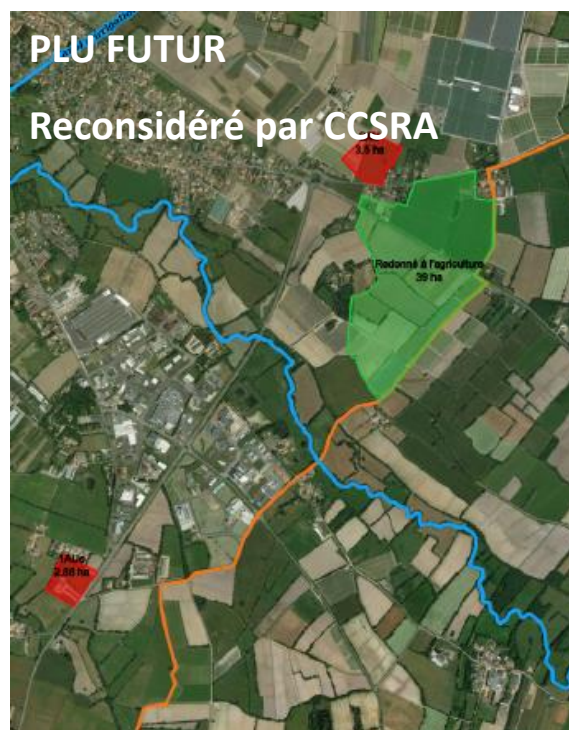 PLU FUTUR
Reconsidéré par CCSRA
3.5 ha
Redonné à l'agriculture
39 ha
1AUe
2.88 ha